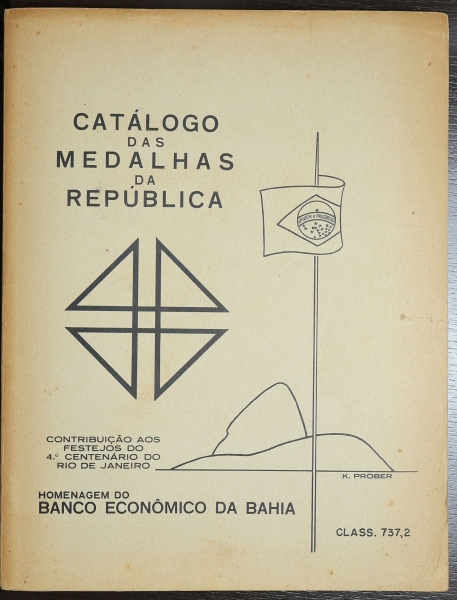 CATÁLOGO
DAS
MEDALHAS
DA
REPÚBLICA
CONTRIBUIÇÃO AOS
FESTEJOS DO
4.º CENTENÁRIO DO
RIO DE JANEIRO
K. PROBER
HOMENAGEM DO
BANCO ECONÔMICO DA BAHIA
CLASS. 737,2